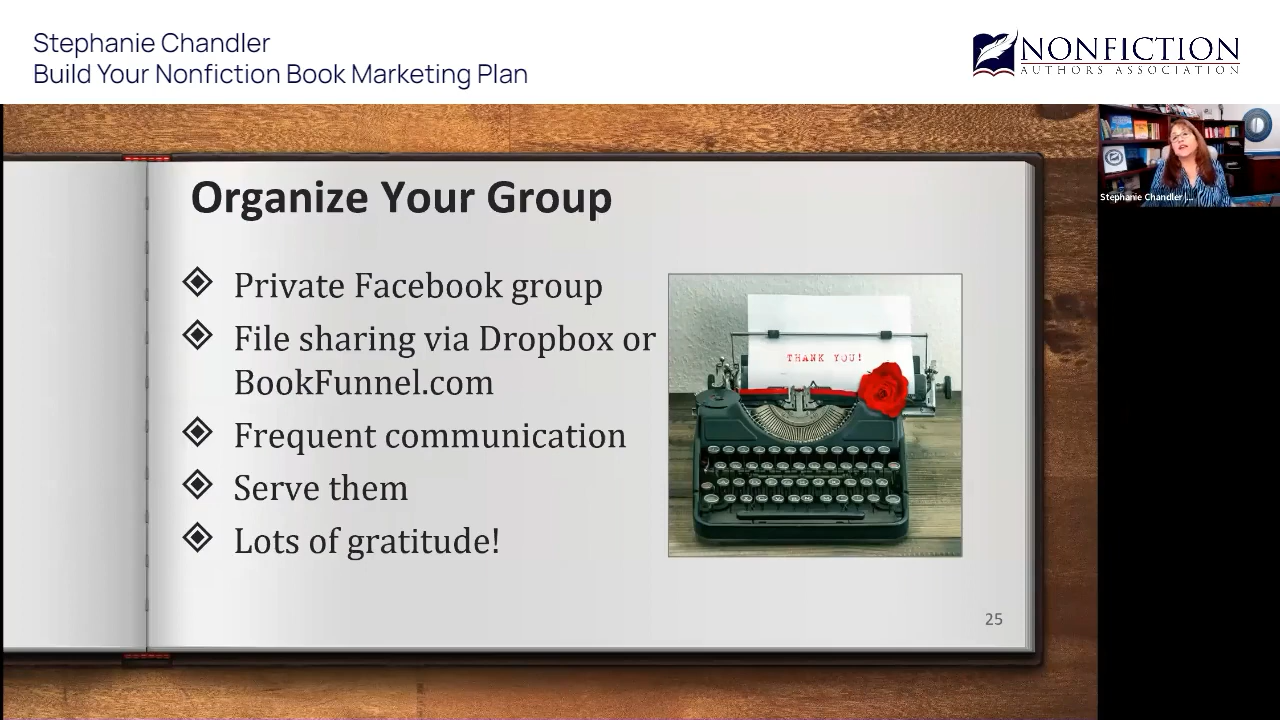 Stephanie Chandler
Build Your Nonfiction Book Marketing Plan
NONFICTION
AUTHORS ASSOCIATION
Stephanie Chandler |...
Organize Your Group
Private Facebook group
File sharing via Dropbox or
BookFunnel.com
Frequent communication
Serve them
Lots of gratitude!
THANK YOU!
25